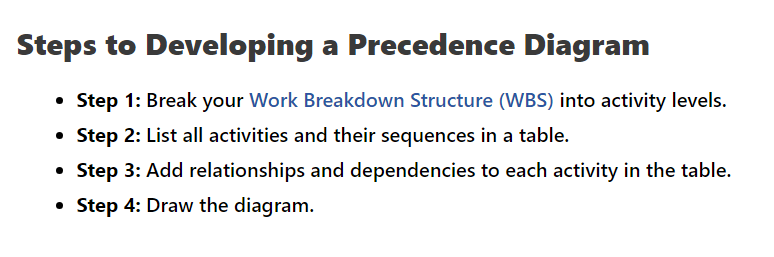 Steps to Developing a Precedence Diagram
• Step 1: Break your Work Breakdown Structure (WBS) into activity levels.
• Step 2: List all activities and their sequences in a table.
• Step 3: Add relationships and dependencies to each activity in the table.
• Step 4: Draw the diagram.